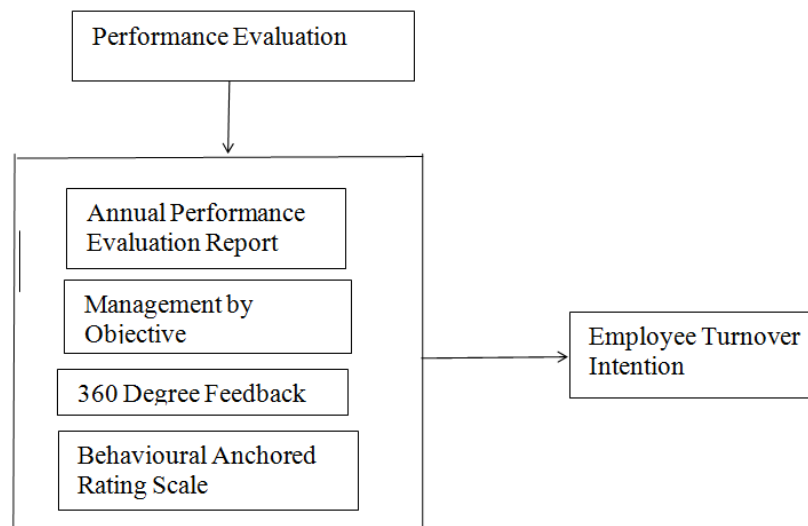 Performance Evaluation
Annual Performance
Evaluation Report
Management by
Objective
360 Degree Feedback
Behavioural Anchored
Rating Scale
Employee Turnover
Intention